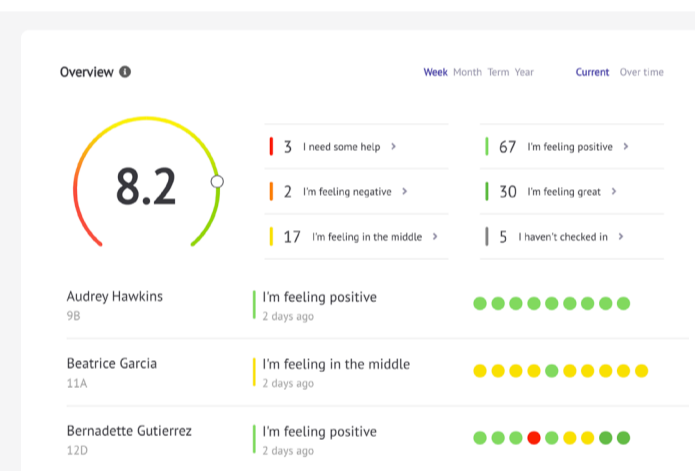 Overview
Week Month Term Year
Current Over time
8.2
3 I need some help
2 I'm feeling negative
17 I'm feeling in the middle
67 I'm feeling positive
30 I'm feeling great
5 I haven't checked in
Audrey Hawkins
9B
I'm feeling positive
2 days ago
Beatrice Garcia
11A
I'm feeling in the middle
2 days ago
Bernadette Gutierrez
12D
I'm feeling positive
2 days ago